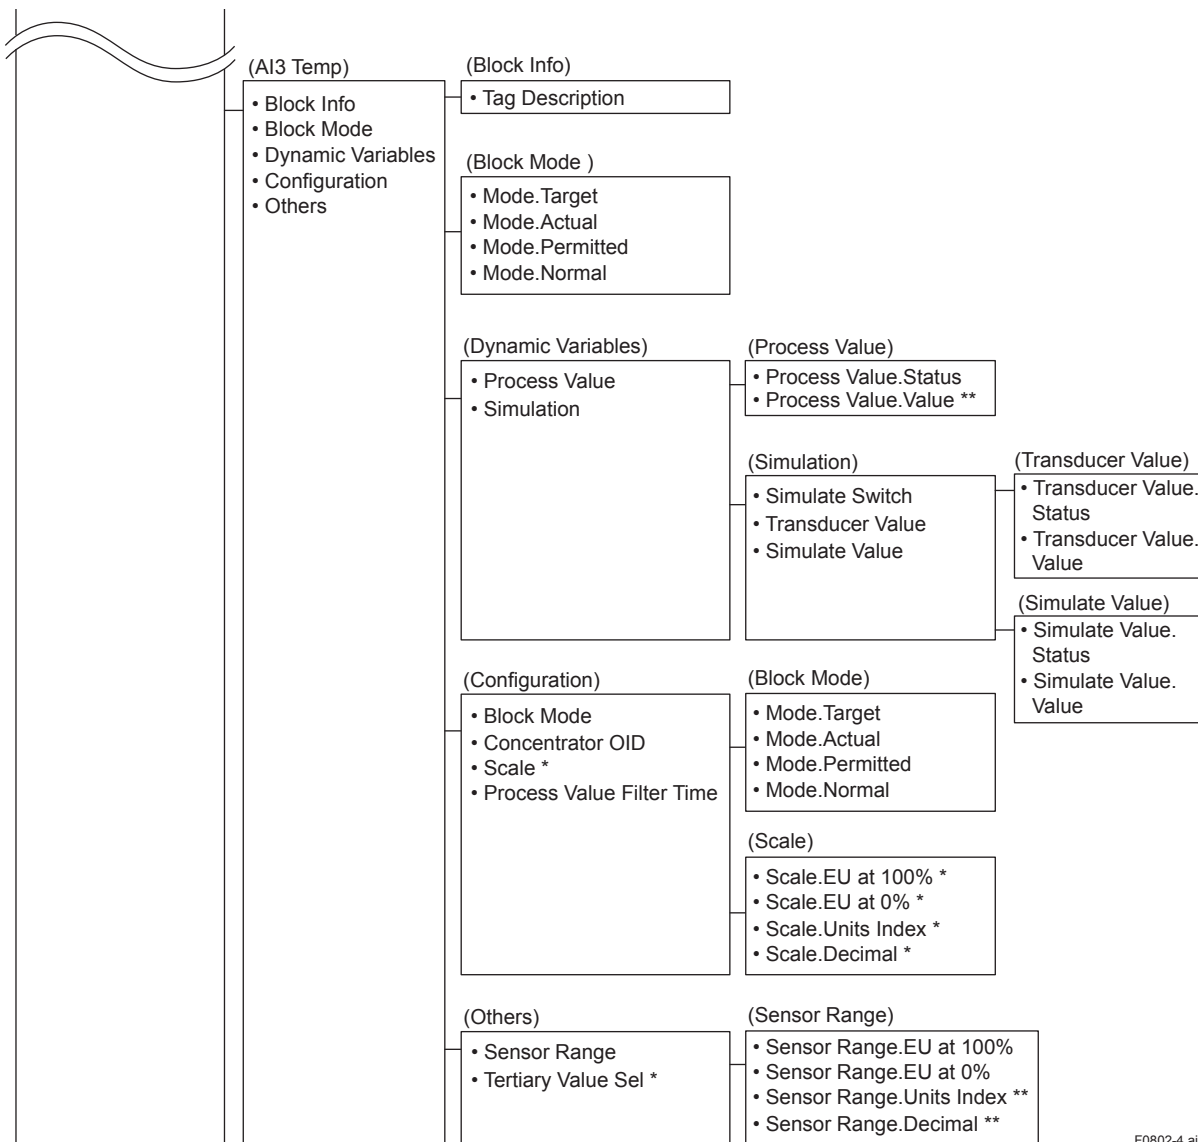 (AI3 Temp)
• Block Info
• Block Mode
• Dynamic Variables
• Configuration
• Others
(Block Info)
• Tag Description
(Block Mode )
• Mode.Target
• Mode.Actual
• Mode.Permitted
• Mode.Normal
(Dynamic Variables)
• Process Value
• Simulation
(Process Value)
• Process Value.Status
• Process Value.Value **
(Simulation)
• Simulate Switch
• Transducer Value
• Simulate Value
(Transducer Value)
• Transducer Value.
Status
• Transducer Value.
Value
(Simulate Value)
• Simulate Value.
Status
• Simulate Value.
Value
(Configuration)
• Block Mode
• Concentrator OID
• Scale *
• Process Value Filter Time
(Block Mode)
• Mode.Target
• Mode.Actual
• Mode.Permitted
• Mode.Normal
(Scale)
• Scale.EU at 100% *
• Scale.EU at 0% *
• Scale.Units Index *
• Scale.Decimal *
(Others)
• Sensor Range
• Tertiary Value Sel *
(Sensor Range)
• Sensor Range.EU at 100%
• Sensor Range.EU at 0%
• Sensor Range.Units Index **
• Sensor Range.Decimal **
F0802-4.ai